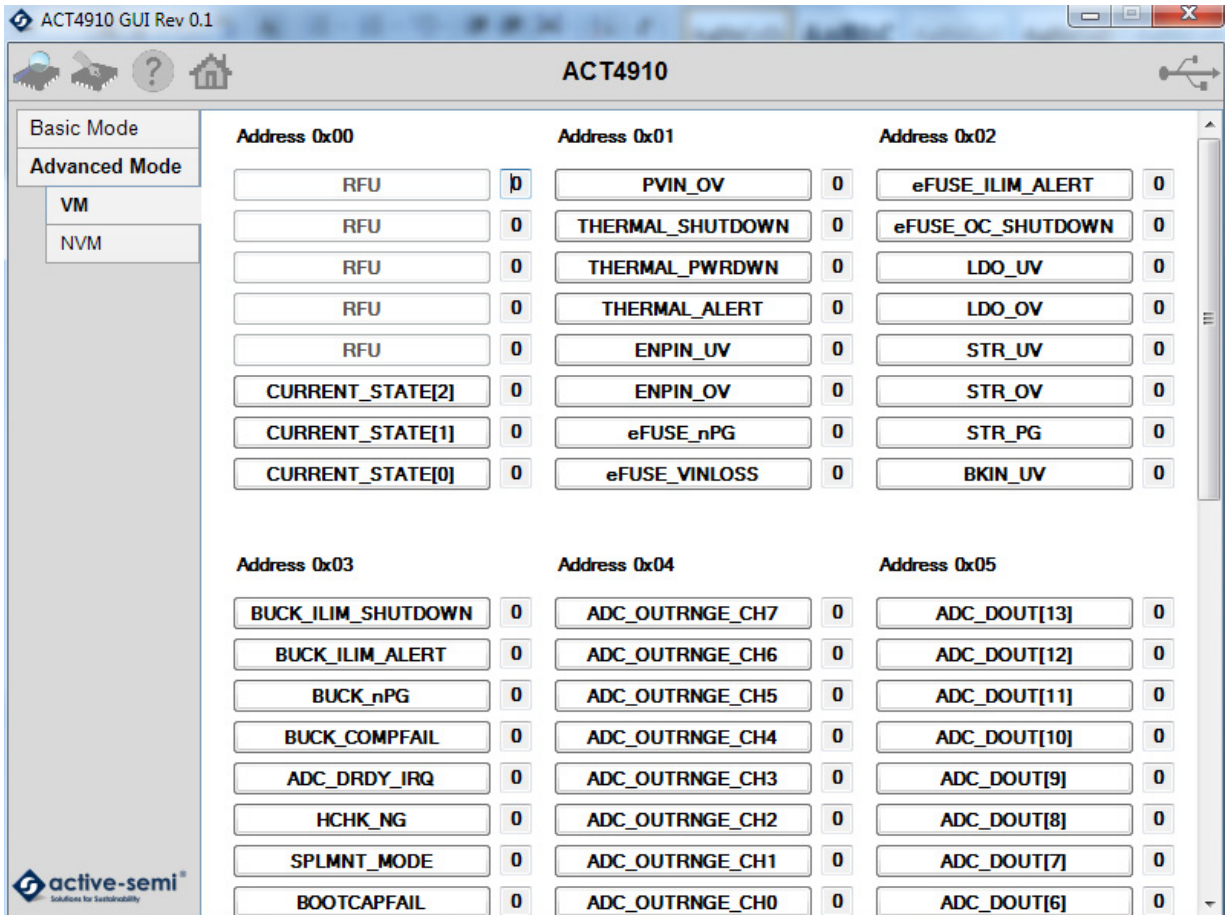 ACT4910 GUI Rev 0.1
ACT4910
Basic Mode
Advanced Mode
VM
NVM
Address 0x00 Address 0x01 Address 0x02
RFU 0 PVIN_OV 0 eFUSE_ILIM_ALERT 0
RFU 0 THERMAL_SHUTDOWN 0 eFUSE_OC_SHUTDOWN 0
RFU 0 THERMAL_PWRDWN 0 LDO_UV 0
RFU 0 THERMAL_ALERT 0 LDO_OV 0
RFU 0 ENPIN_UV 0 STR_UV 0
CURRENT_STATE[2] 0 ENPIN_OV 0 STR_OV 0
CURRENT_STATE[1] 0 eFUSE_nPG 0 STR_PG 0
CURRENT_STATE[0] 0 eFUSE_VINLOSS 0 BKIN_UV 0
Address 0x03 Address 0x04 Address 0x05
BUCK_ILIM_SHUTDOWN 0 ADC_OUTRNGE_CH7 0 ADC_DOUT[13] 0
BUCK_ILIM_ALERT 0 ADC_OUTRNGE_CH6 0 ADC_DOUT[12] 0
BUCK_nPG 0 ADC_OUTRNGE_CH5 0 ADC_DOUT[11] 0
BUCK_COMPFAIL 0 ADC_OUTRNGE_CH4 0 ADC_DOUT[10] 0
ADC_DRDY_IRQ 0 ADC_OUTRNGE_CH3 0 ADC_DOUT[9] 0
HCHK_NG 0 ADC_OUTRNGE_CH2 0 ADC_DOUT[8] 0
SPLMNT_MODE 0 ADC_OUTRNGE_CH1 0 ADC_DOUT[7] 0
BOOTCAPFAIL 0 ADC_OUTRNGE_CH0 0 ADC_DOUT[6] 0
active-semi®
Solutions for Sustainability